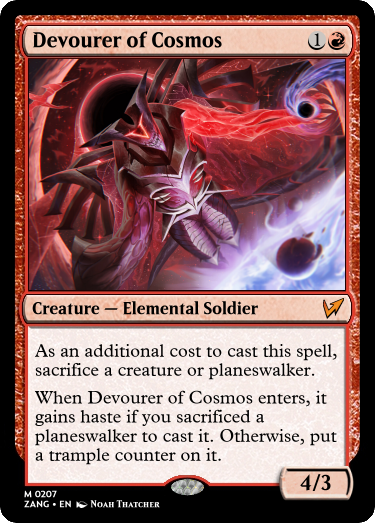 Devourer of Cosmos 1
Creature — Elemental Soldier
As an additional cost to cast this spell,
sacrifice a creature or planeswalker.
When Devourer of Cosmos enters, it
gains haste if you sacrificed a
planeswalker to cast it. Otherwise, put
a trample counter on it.
4/3
M 0207
ZANG • EN Noah Thatcher